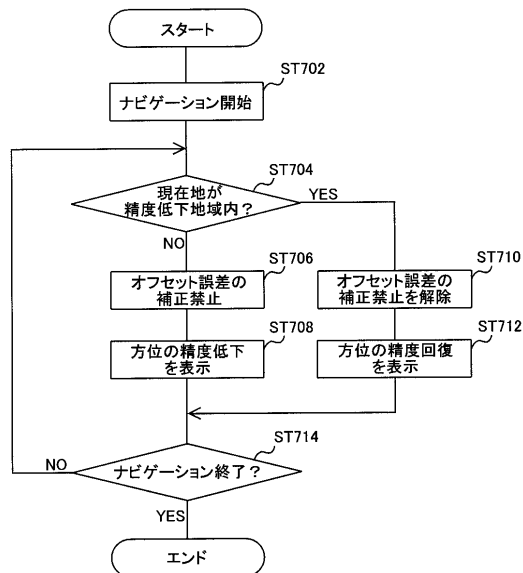 スタート
ST702
ナビゲーション開始
ST704
現在地が
精度低下地域内？
YES
NO
ST706
オフセット誤差の
補正禁止
ST710
オフセット誤差の
補正禁止を解除
ST708
方位の精度低下
を表示
ST712
方位の精度回復
を表示
ST714
ナビゲーション終了？
NO
YES
エンド